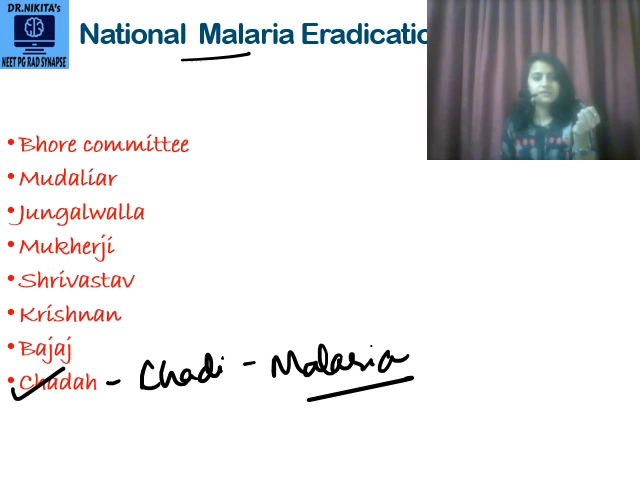 DR.NIKITA's
NEET PG RAD SYNAPSE
National Malaria Eradicatio
• Bhore committee
• Mudaliar
• Jungalwalla
• Mukherji
• Shrivastav
• Krishnan
• Bajaj
• Chadah - Chadi - Malaria